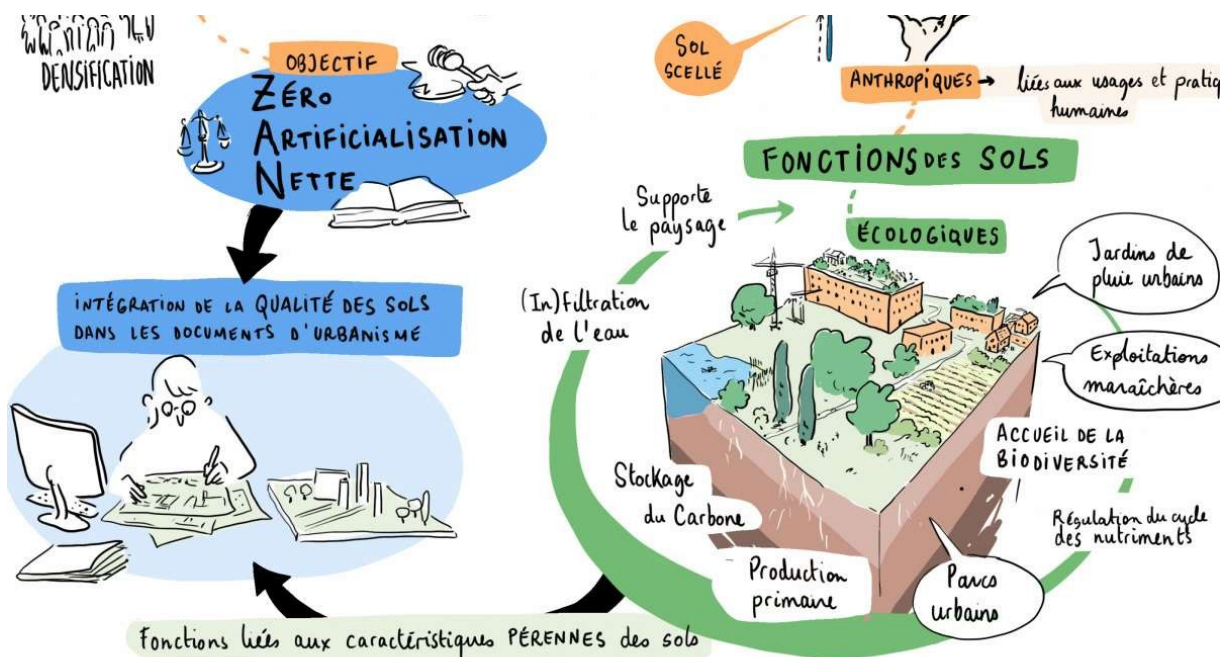 DENSIFICATION
OBJECTIF
ZÉRO
ARTIFICIALISATION
NETTE
INTÉGRATION DE LA QUALITÉ DES SOLS
DANS LES DOCUMENTS D'URBANISME
Fonctions liées aux caractéristiques PÉRENNES des sols
SOL
SCELLÉ
ANTHROPIQUES
liées aux usages et pratiq
humaines
FONCTIONS DES SOLS
ÉCOLOGIQUES
Supporte
le paysage
(In)filtration
de l'eau
Stockage
du Carbone
Production
primaire
Parcs
urbains
Régulation du cycle
des nutriments
ACCUEIL DE LA
BIODIVERSITÉ
Exploitations
maraîchères
Jardins de
pluie urbains